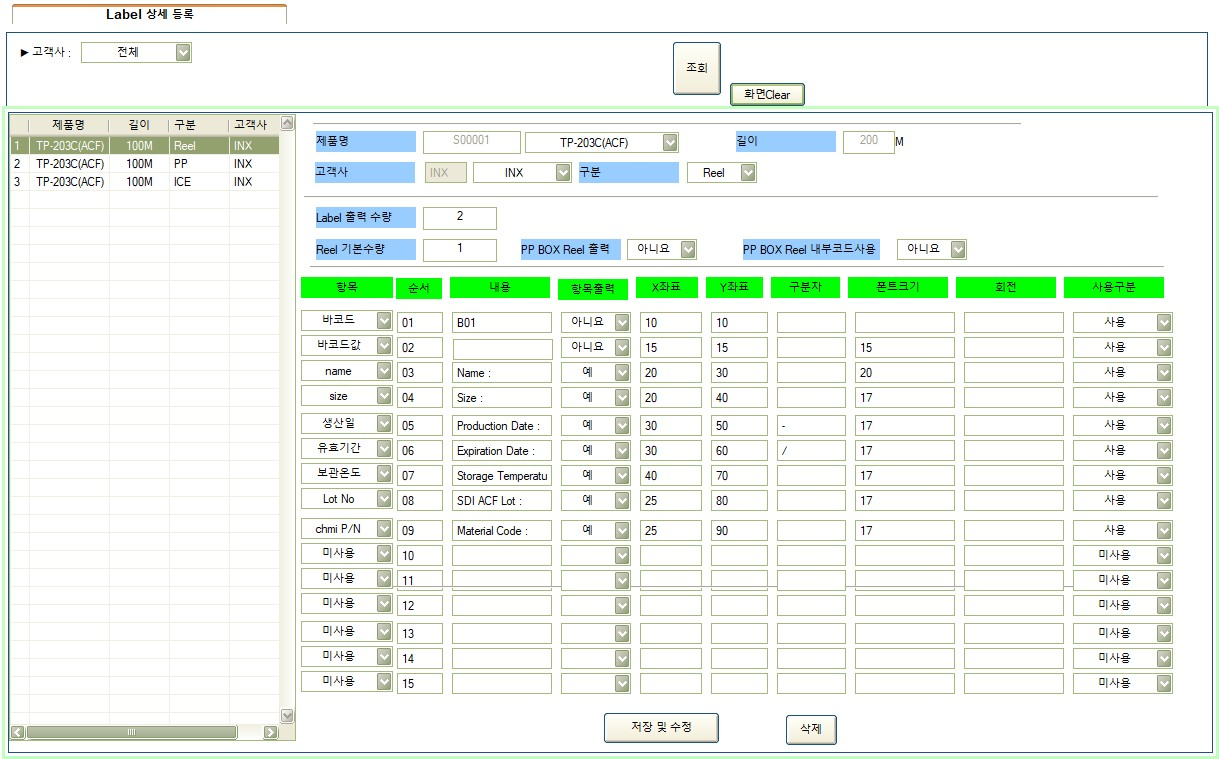 Label 상세 등록
▶ 고객사 : 전체 조회
화면Clear
제품명 길이 구분 고객사
1 TP-203C(ACF) 100M Reel INX
2 TP-203C(ACF) 100M PP INX
3 TP-203C(ACF) 100M ICE INX
제품명 S00001 TP-203C(ACF) 길이 200 M
고객사 INX INX 구분 Reel
Label 출력 수량 2
Reel 기본수량 1 PP BOX Reel 출력 아니요 PP BOX Reel 내부코드사용 아니요
항목 순서 내용 항목출력 X좌표 Y좌표 구분자 폰트크기 회전 사용구분
바코드 01 B01 아니요 10 10 사용
바코드값 02 아니요 15 15 15 사용
name 03 Name : 예 20 30 20 사용
size 04 Size : 예 20 40 17 사용
생산일 05 Production Date : 예 30 50 - 17 사용
유효기간 06 Expiration Date : 예 30 60 / 17 사용
보관온도 07 Storage Temperatu 예 40 70 17 사용
Lot No 08 SDI ACF Lot : 예 25 80 17 사용
chmi P/N 09 Material Code : 예 25 90 17 사용
미사용 10 미사용
미사용 11 미사용
미사용 12 미사용
미사용 13 미사용
미사용 14 미사용
미사용 15 미사용
저장 및 수정 삭제